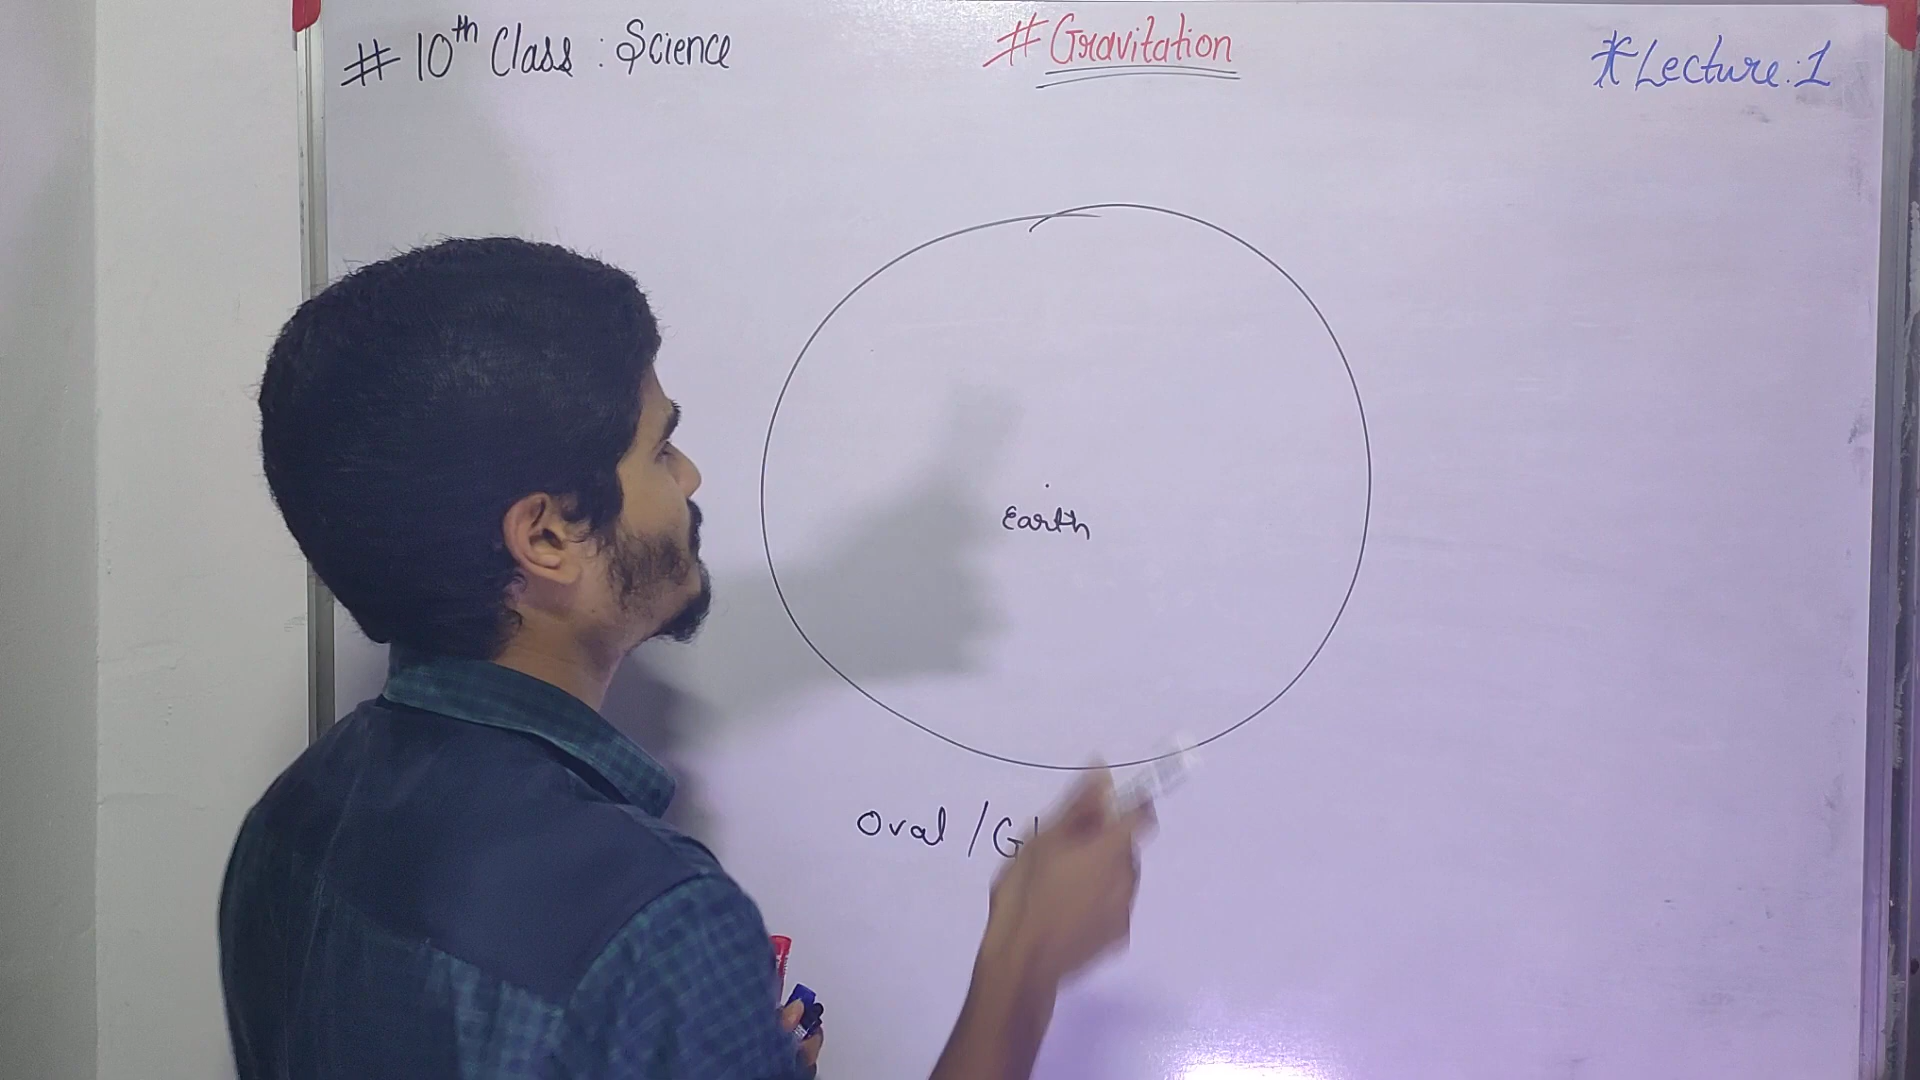 # 10th Class : Science
# Gravitation
* Lecture : 1
Earth
Oval /